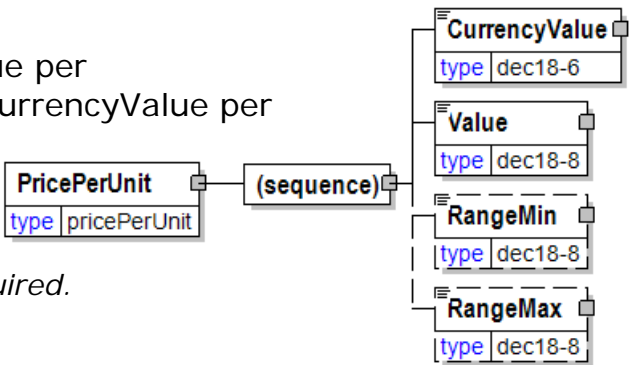 CurrencyValue
type dec18-6
ue per
urrencyValue per
Value
type dec18-8
PricePerUnit
type pricePerUnit
(sequence)
RangeMin
type dec18-8
uired.
RangeMax
type dec18-8